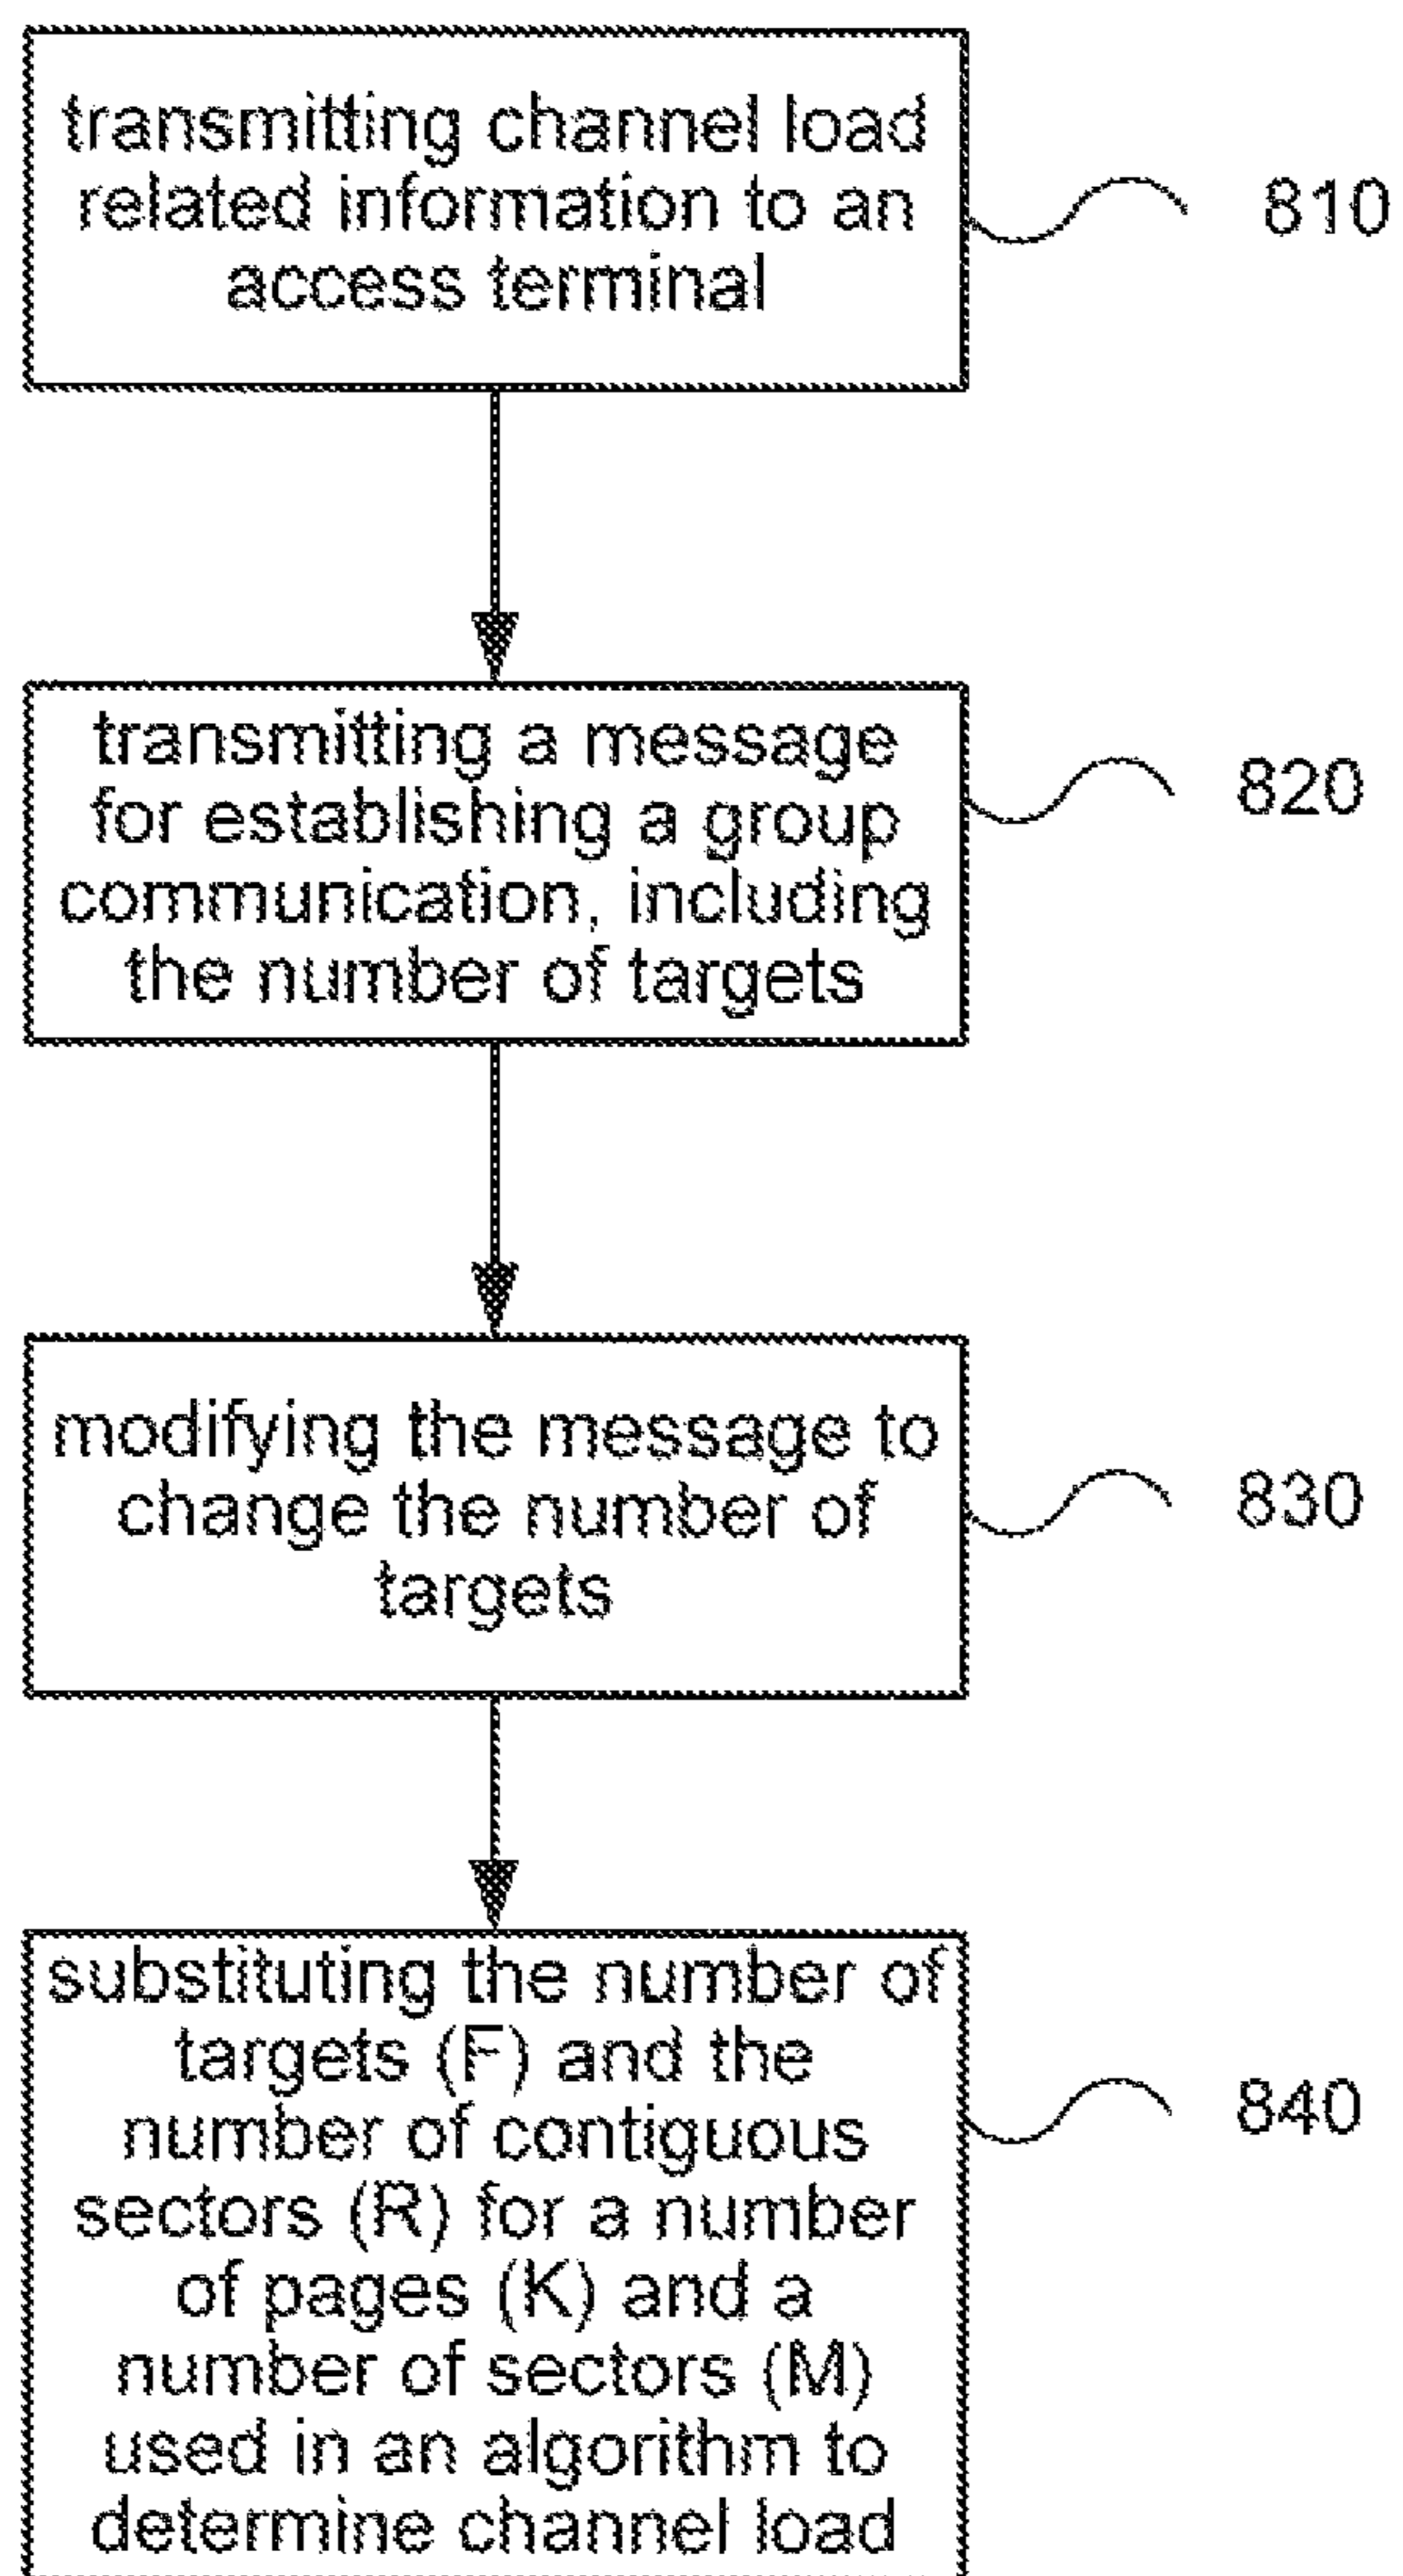 transmitting channel load
related information to an
access terminal
810
transmitting a message
for establishing a group
communication, including
the number of targets
820
modifying the message to
change the number of
targets
830
substituting the number of
targets (F) and the
number of contiguous
sectors (R) for a number
of pages (K) and a
number of sectors (M)
used in an algorithm to
determine channel load
840